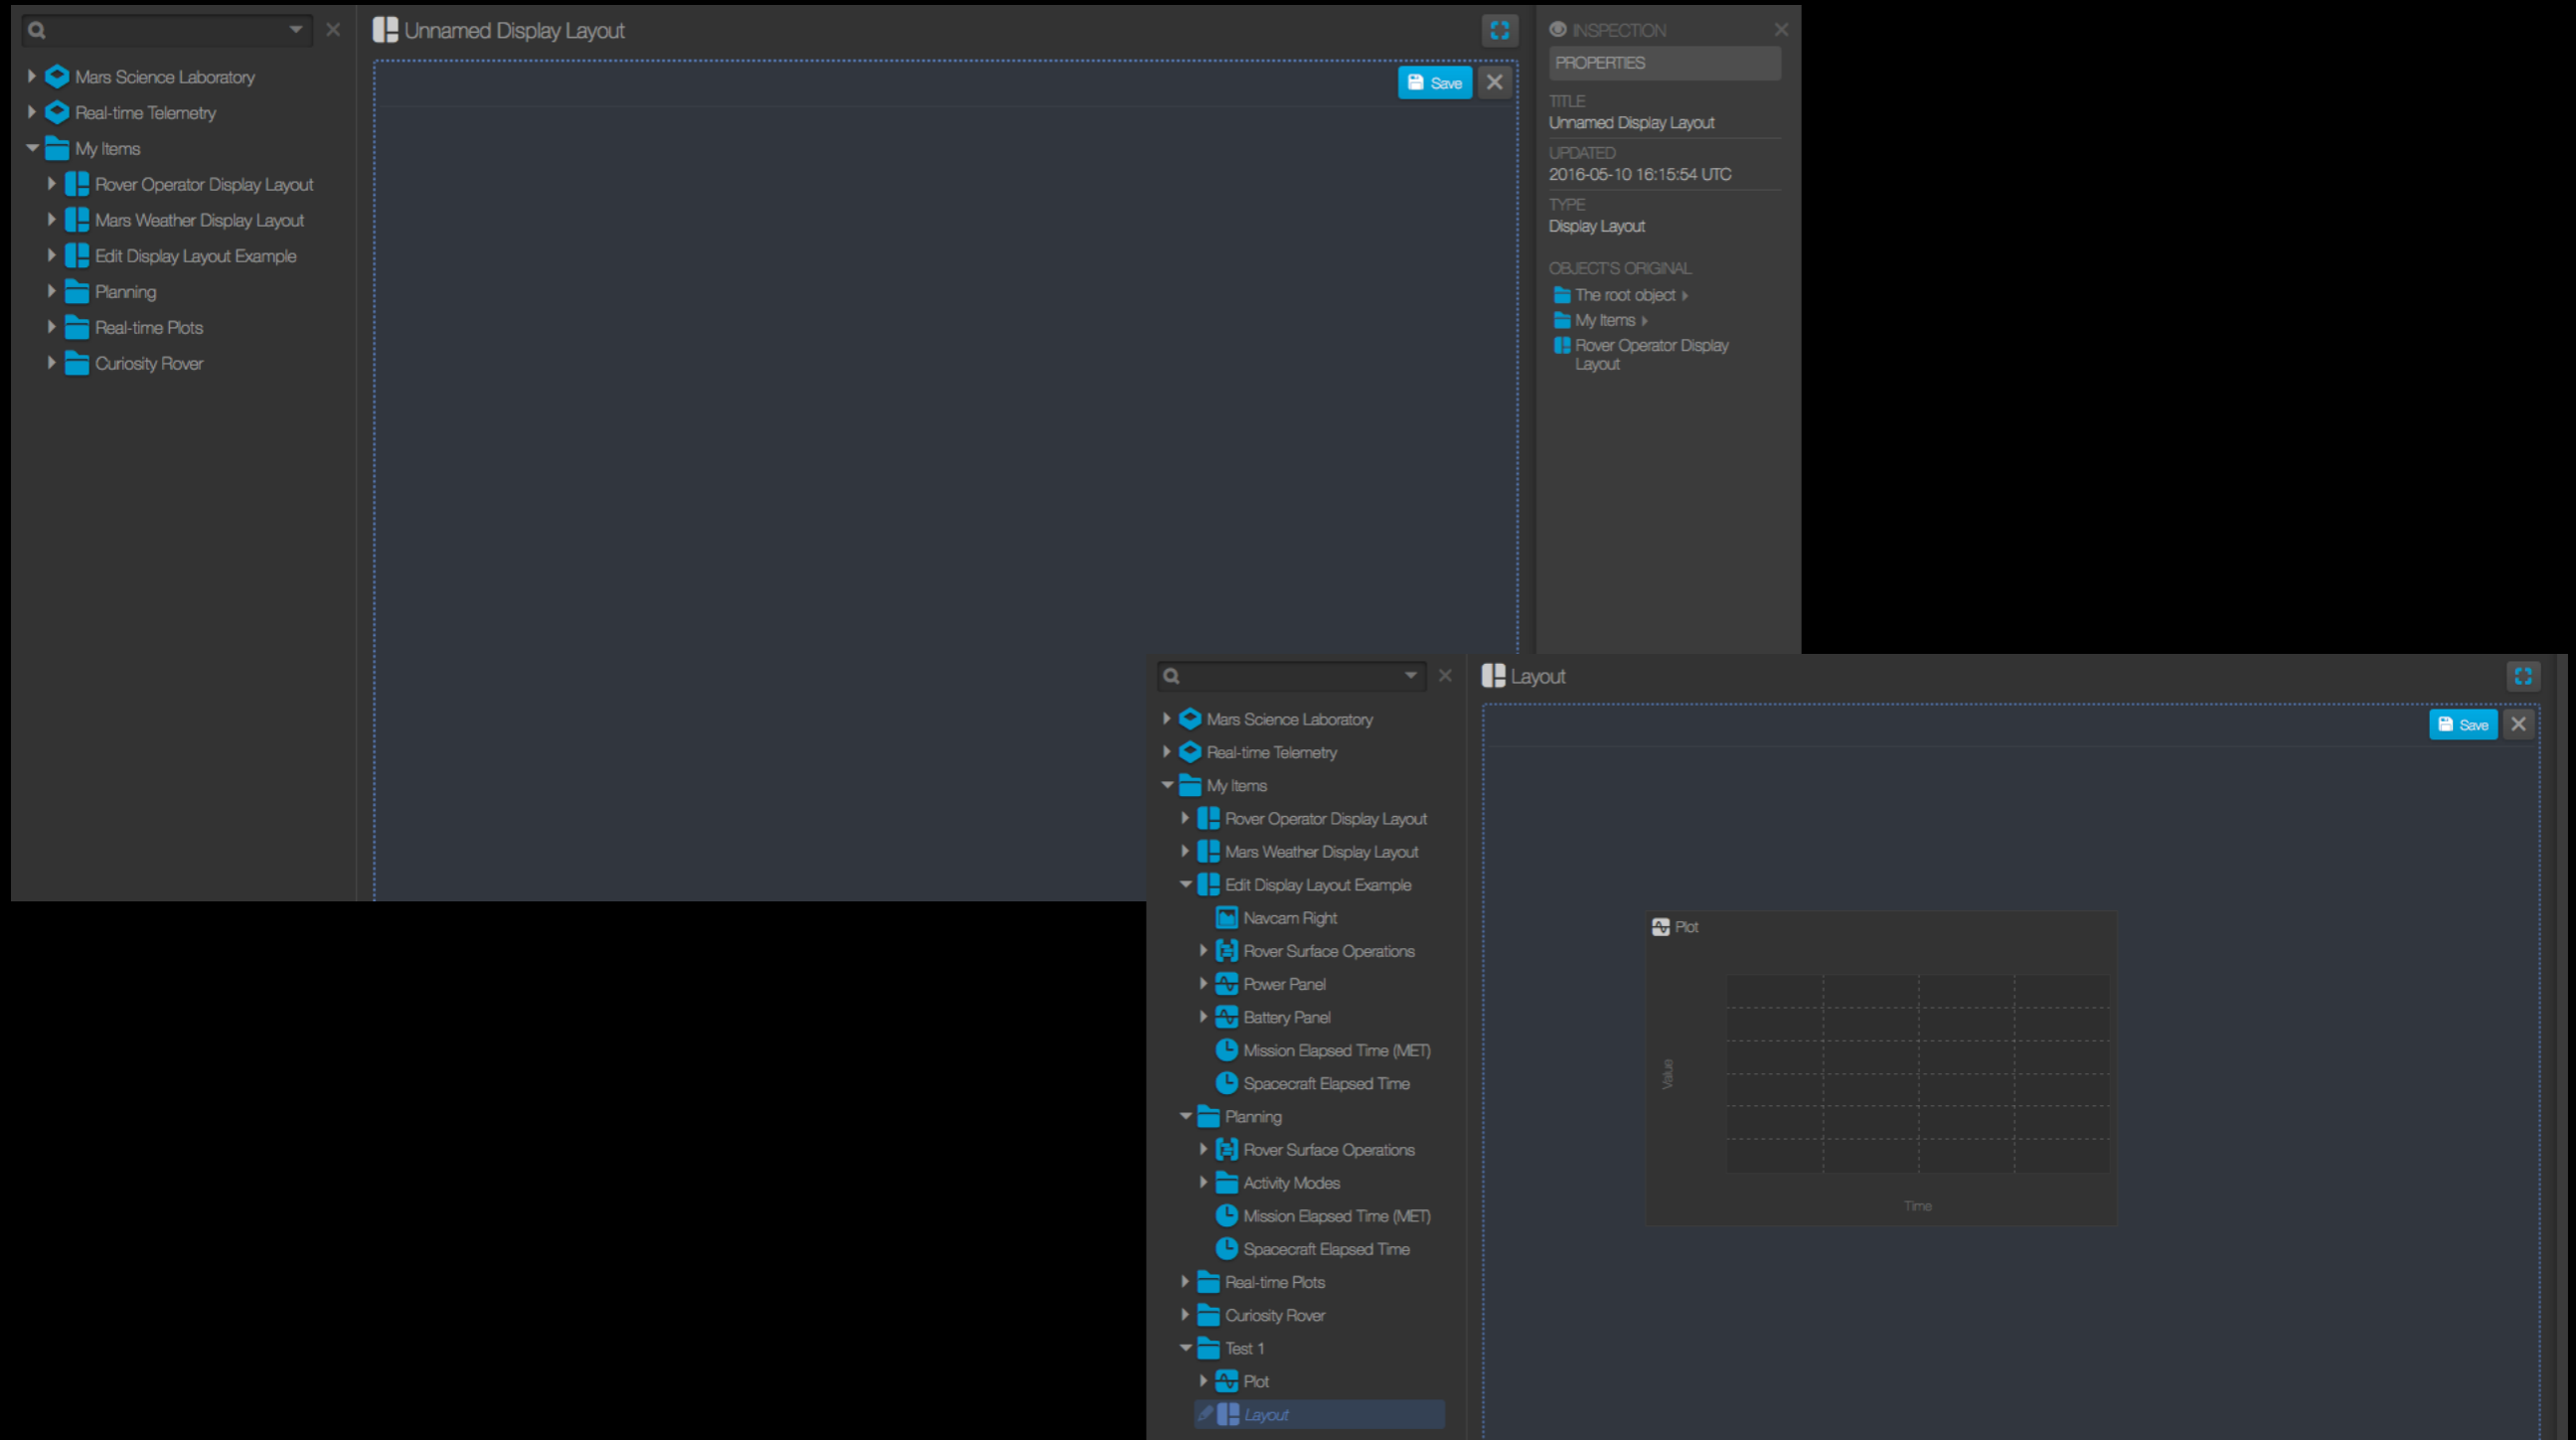 Mars Science Laboratory
Real-time Telemetry
My Items
Rover Operator Display Layout
Mars Weather Display Layout
Edit Display Layout Example
Planning
Real-time Plots
Curiosity Rover
Unnamed Display Layout
Save
INSPECTION
PROPERTIES
TITLE
Unnamed Display Layout
UPDATED
2016-05-10 16:15:54 UTC
TYPE
Display Layout
OBJECT'S ORIGINAL
The root object
My Items
Rover Operator Display
Layout
Mars Science Laboratory
Real-time Telemetry
My Items
Rover Operator Display Layout
Mars Weather Display Layout
Edit Display Layout Example
Navcam Right
Rover Surface Operations
Power Panel
Battery Panel
Mission Elapsed Time (MET)
Spacecraft Elapsed Time
Planning
Rover Surface Operations
Activity Modes
Mission Elapsed Time (MET)
Spacecraft Elapsed Time
Real-time Plots
Curiosity Rover
Test 1
Plot
Layout
Layout
Save
Plot
Value
Time